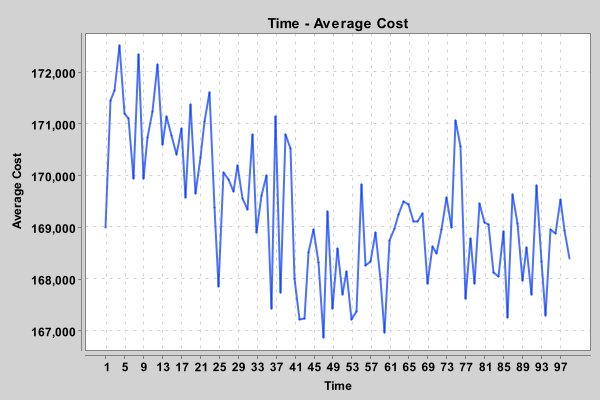 Time - Average Cost
Average Cost
172,000
171,000
170,000
169,000
168,000
167,000
1 5 9 13 17 21 25 29 33 37 41 45 49 53 57 61 65 69 73 77 81 85 89 93 97
Time